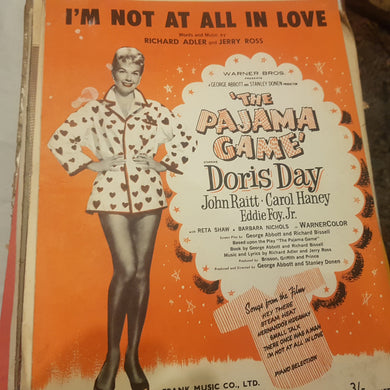 I'M NOT AT ALL IN LOVE
Words and Music by
RICHARD ADLER and JERRY ROSS
WARNER BROS.
PRESENTS
A GEORGE ABBOTT and STANLEY DONEN PRODUCTION
'THE
PAJAMA
GAME'
STARRING
Doris Day
John Raitt · Carol Haney
Eddie Foy, Jr.
WITH RETA SHAW · BARBARA NICHOLS IN WARNERCOLOR
Screen Play by George Abbott and Richard Bissell
Based upon the Play "The Pajama Game"
Book by George Abbott and Richard Bissell
Music and Lyrics by Richard Adler and Jerry Ross
Produced by Brisson, Griffith and Prince
Produced and Directed by George Abbott and Stanley Donen
Songs from the Film
HEY THERE
STEAM HEAT
HERNANDO'S HIDEAWAY
SMALL TALK
THERE ONCE WAS A MAN
I'M NOT AT ALL IN LOVE
PIANO SELECTION
FRANK MUSIC CO., LTD.
3/-